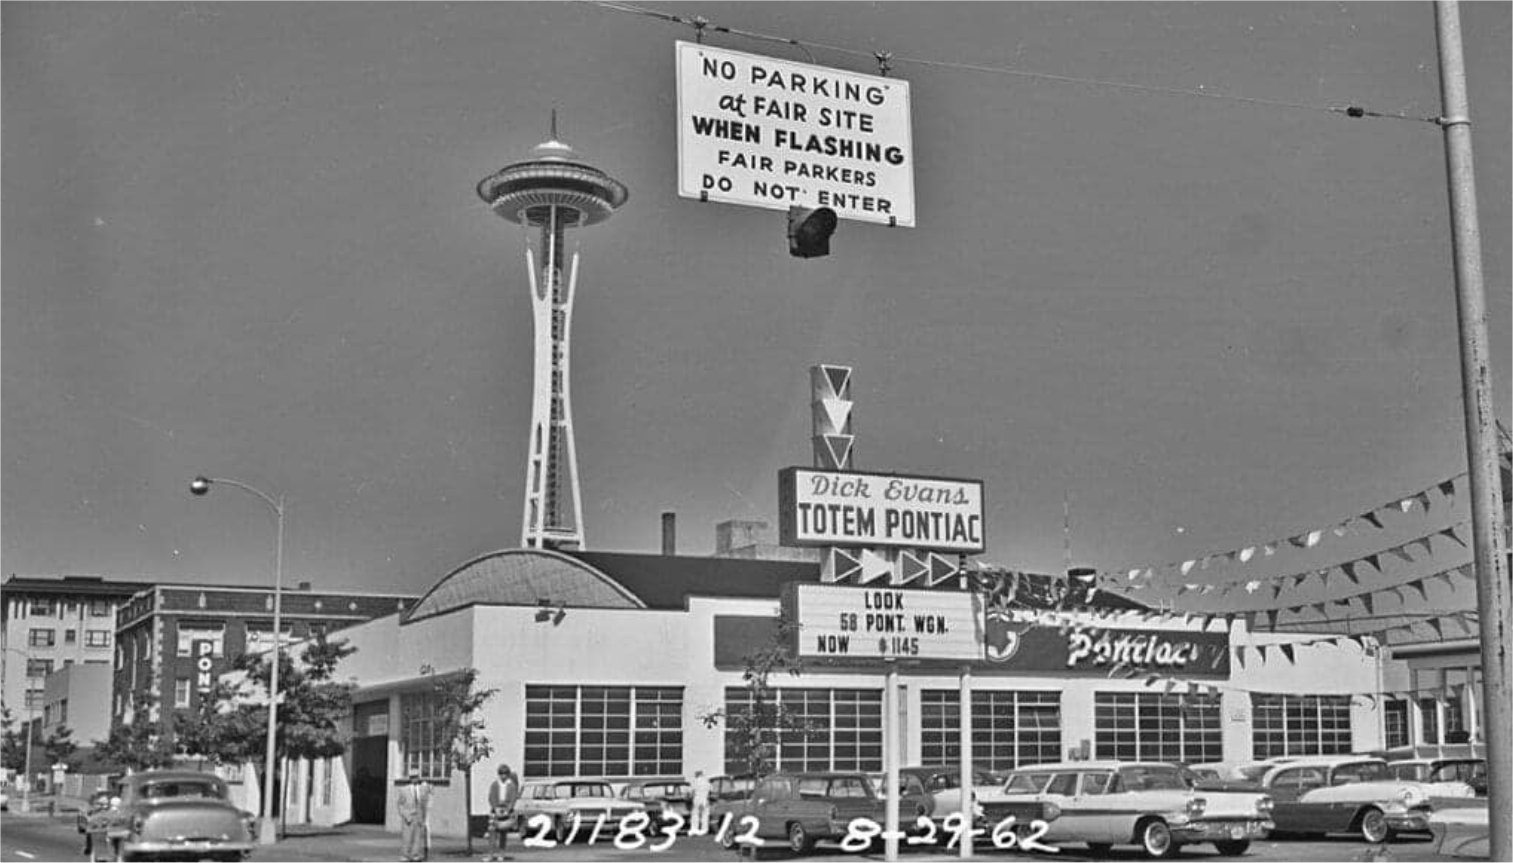 "NO PARKING"
at FAIR SITE
WHEN FLASHING
FAIR PARKERS
DO NOT ENTER
Dick Evans
TOTEM PONTIAC
LOOK
58 PONT. WGN.
NOW $1145
Pontiac
PON-
21183-12 8-29-62